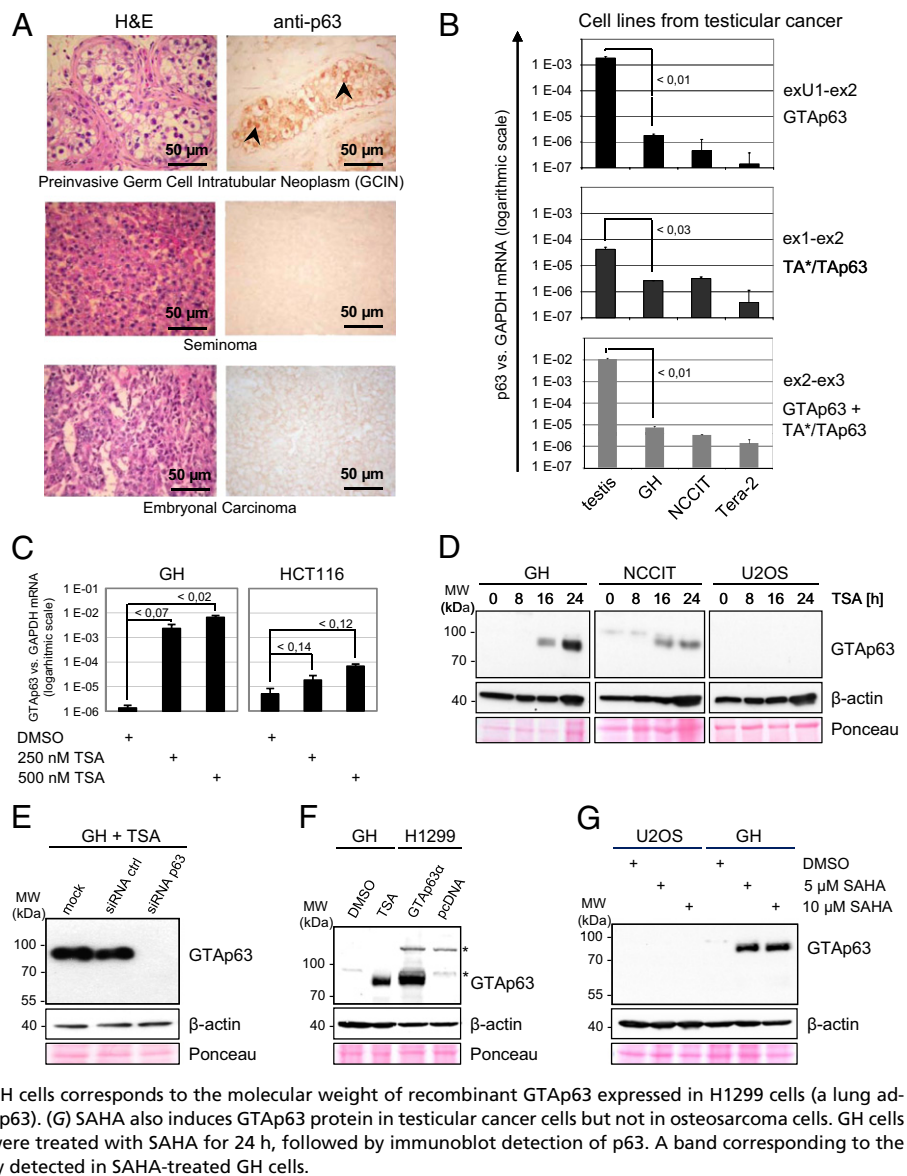 A
H&E
anti-p63
50 µm
50 µm
Preinvasive Germ Cell Intratubular Neoplasm (GCIN)
50 µm
50 µm
Seminoma
50 µm
50 µm
Embryonal Carcinoma
B
Cell lines from testicular cancer
p63 vs. GAPDH mRNA (logarithmic scale)
1 E-03
1 E-04
1 E-05
1 E-06
1 E-07
< 0,01
exU1-ex2
GTAp63
1 E-03
1 E-04
1 E-05
1 E-06
1 E-07
< 0,03
ex1-ex2
TA*/TAp63
1 E-02
1 E-03
1 E-04
1 E-05
1 E-06
1 E-07
< 0,01
ex2-ex3
GTAp63 +
TA*/TAp63
testis
GH
NCCIT
Tera-2
C
GTAp63 vs. GAPDH mRNA
(logarhitmic scale)
GH
HCT116
1 E-01
1 E-02
1 E-03
1 E-04
1 E-05
1 E-06
< 0,02
< 0,07
< 0,12
< 0,14
DMSO + +
250 nM TSA + +
500 nM TSA + +
D
MW
(kDa)
GH NCCIT U2OS
0 8 16 24 0 8 16 24 0 8 16 24 TSA [h]
100
70
GTAp63
40
β-actin
Ponceau
E
GH + TSA
MW
(kDa)
mock
siRNA ctrl
siRNA p63
100
70
55
GTAp63
40
β-actin
Ponceau
F
GH H1299
MW
(kDa)
DMSO
TSA
GTAp63α
pcDNA
100
70
*
*
GTAp63
40
β-actin
Ponceau
G
U2OS GH
+ + DMSO
+ + 5 µM SAHA
+ + 10 µM SAHA
MW
(kDa)
100
70
55
GTAp63
40
β-actin
Ponceau
H cells corresponds to the molecular weight of recombinant GTAp63 expressed in H1299 cells (a lung ad-
p63). (G) SAHA also induces GTAp63 protein in testicular cancer cells but not in osteosarcoma cells. GH cells
were treated with SAHA for 24 h, followed by immunoblot detection of p63. A band corresponding to the
y detected in SAHA-treated GH cells.